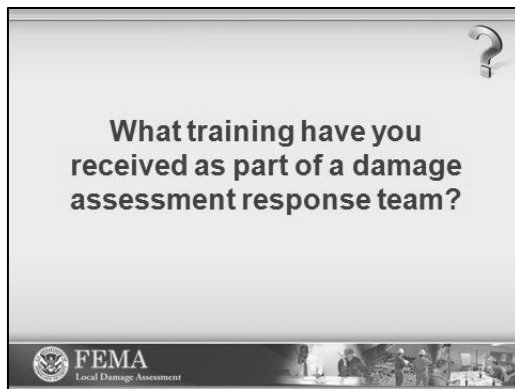 What training have you
received as part of a damage
assessment response team?
FEMA
Local Damage Assessment